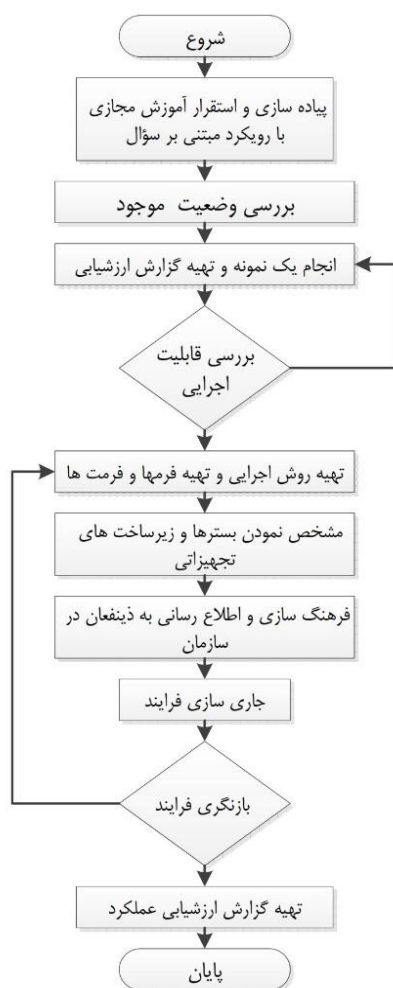 شروع
پیاده سازی و استقرار آموزش مجازی
با رویکرد مبتنی بر سؤال
بررسی وضعیت موجود
انجام یک نمونه و تهیه گزارش ارزشیابی
بررسی قابلیت
اجرایی
تهیه روش اجرایی و تهیه فرمها و فرمت ها
مشخص نمودن بسترها و زیرساخت های
تجهیزاتی
فرهنگ سازی و اطلاع رسانی به ذینفعان در
سازمان
جاری سازی فرایند
بازنگری فرایند
تهیه گزارش ارزشیابی عملکرد
پایان